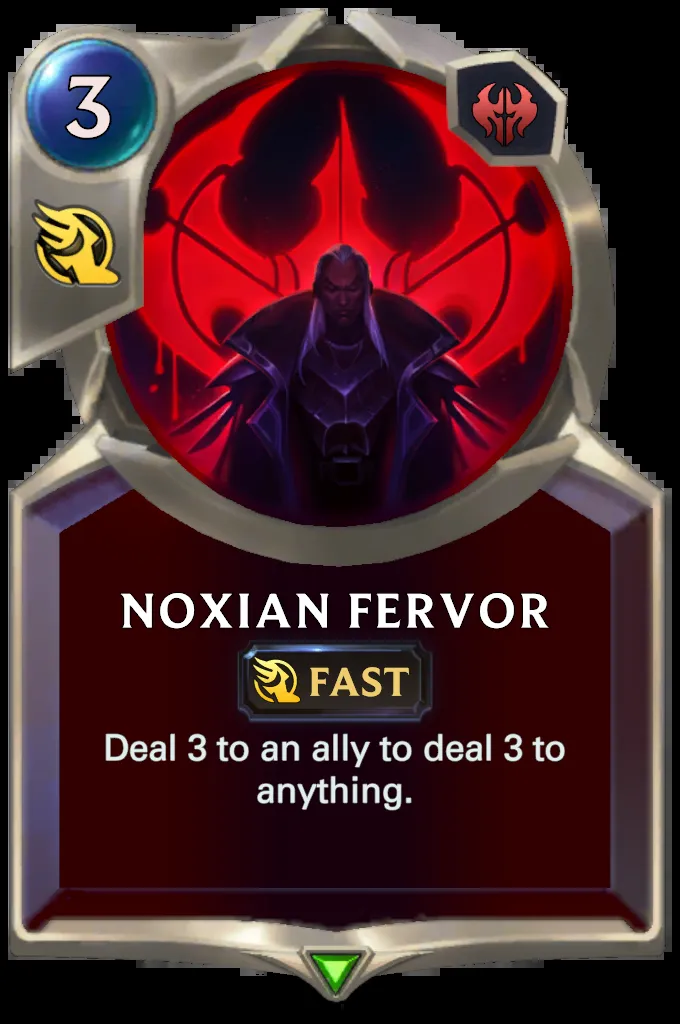 3
NOXIAN FERVOR
FAST
Deal 3 to an ally to deal 3 to
anything.